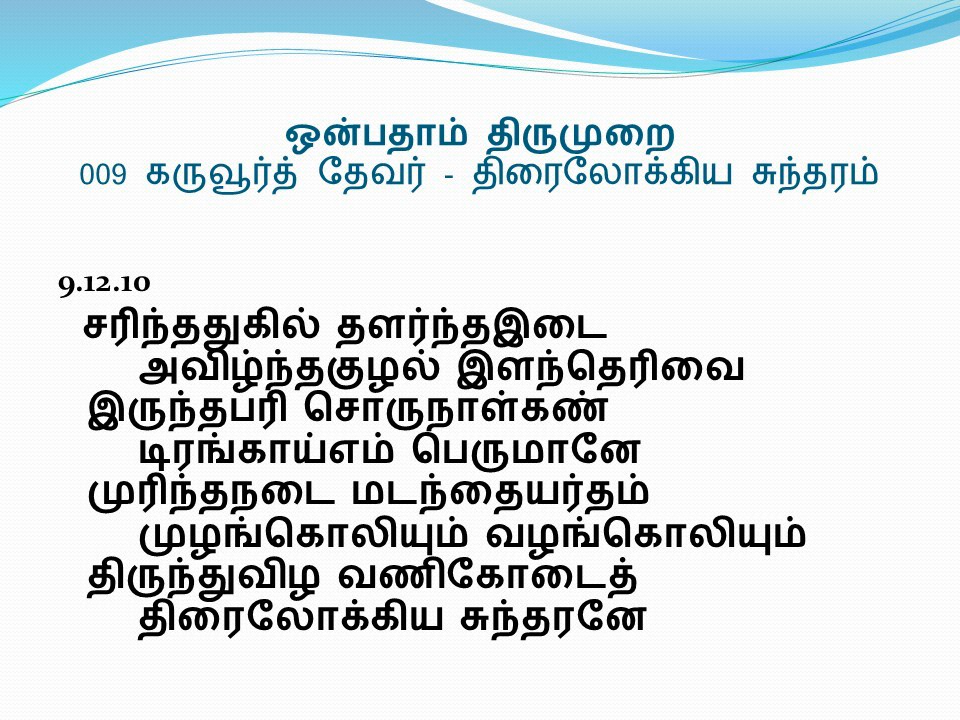 ஒன்பதாம் திருமுறை
009 கருவூர்த் தேவர் - திரைலோக்கிய சுந்தரம்
9.12.10
சரிந்ததுகில் தளர்ந்தஇடை
அவிழ்ந்தகுழல் இளந்தெரிவை
இருந்தபரி சொருநாள்கண்
டிரங்காய்எம் பெருமானே
முரிந்தநடை மடந்தையர்தம்
முழங்கொலியும் வழங்கொலியும்
திருந்துவிழ வணிகோடைத்
திரைலோக்கிய சுந்தரனே